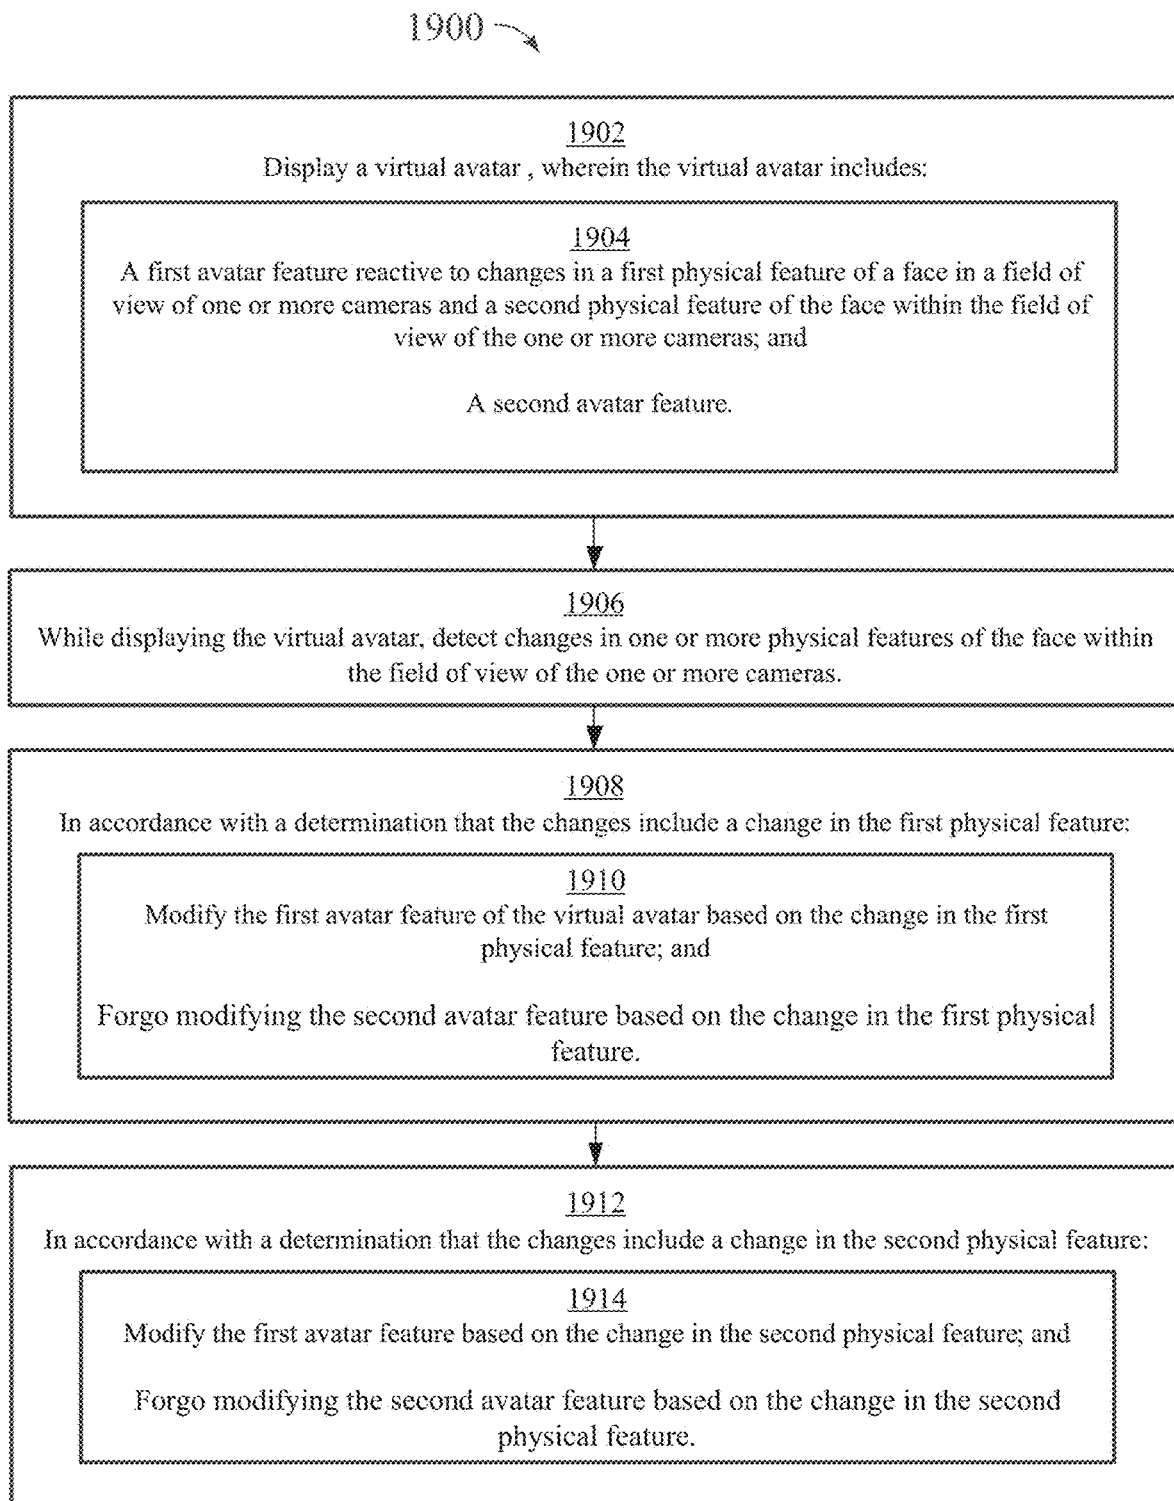 1900
1902
Display a virtual avatar , wherein the virtual avatar includes:
1904
A first avatar feature reactive to changes in a first physical feature of a face in a field of
view of one or more cameras and a second physical feature of the face within the field of
view of the one or more cameras; and
A second avatar feature.
1906
While displaying the virtual avatar, detect changes in one or more physical features of the face within
the field of view of the one or more cameras.
1908
In accordance with a determination that the changes include a change in the first physical feature:
1910
Modify the first avatar feature of the virtual avatar based on the change in the first
physical feature; and
Forgo modifying the second avatar feature based on the change in the first physical
feature.
1912
In accordance with a determination that the changes include a change in the second physical feature:
1914
Modify the first avatar feature based on the change in the second physical feature; and
Forgo modifying the second avatar feature based on the change in the second
physical feature.